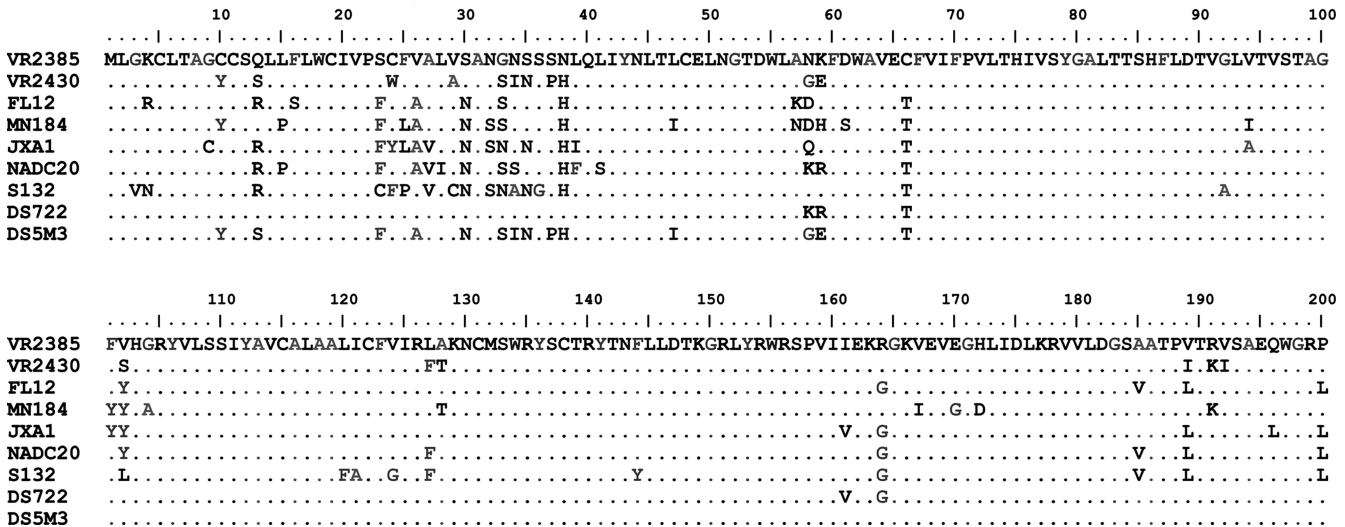 10 20 30 40 50 60 70 80 90 100
VR2385 MLGKCLTAGCCSQLLFLWCIVPSCFVALVSANGNSSSNLQLIYNLTLCELNGTDWLANKFDWAVECFVIFPVLTHIVSYGALTTSHFLDTVGLVTVSTAG
VR2430 .........Y..S..........W....A...SIN.PH...................GE.........................................
FL12 ...R........R..S......F..A...N..S....H..................KD.......T..................................
MN184 .........Y....P.......F.LA...N.SS....H........I.........NDH.S....T...........................I......
JXA1 ........C...R.........FYLAV..N.SN.N..HI..................Q.......T...........................A......
NADC20 ............R.P.......F..AVI.N..SS...HF.S................KR......T..................................
S132 ..VN........R.........CFP.V.CN.SNANG.H...........................T.........................A........
DS722 .........................................................KR......T..................................
DS5M3 .........Y..S.........F..A...N..SIN.PH........I..........GE......T..................................
110 120 130 140 150 160 170 180 190 200
VR2385 FVHGRYVLSSIYAVCALAALICFVIRLAKNCMSWRYSCTRYTNFLLDTKGRLYRWRSPVIIEKRGKVEVEGHLIDLKRVVLDGSAATPVTRVSAEQWGRP
VR2430 .S........................FT............................................................I.KI........
FL12 .Y.............................................................G....................V...L..........L
MN184 YY.A.......................T......................................I..G.D..................K.........
JXA1 YY..........................................................V..G........................L......L...L
NADC20 .Y........................F....................................G....................V...L..........L
S132 .L.................FA..G..F................Y...................G....................V...L..........L
DS722 ............................................................V..G....................................
DS5M3 ....................................................................................................